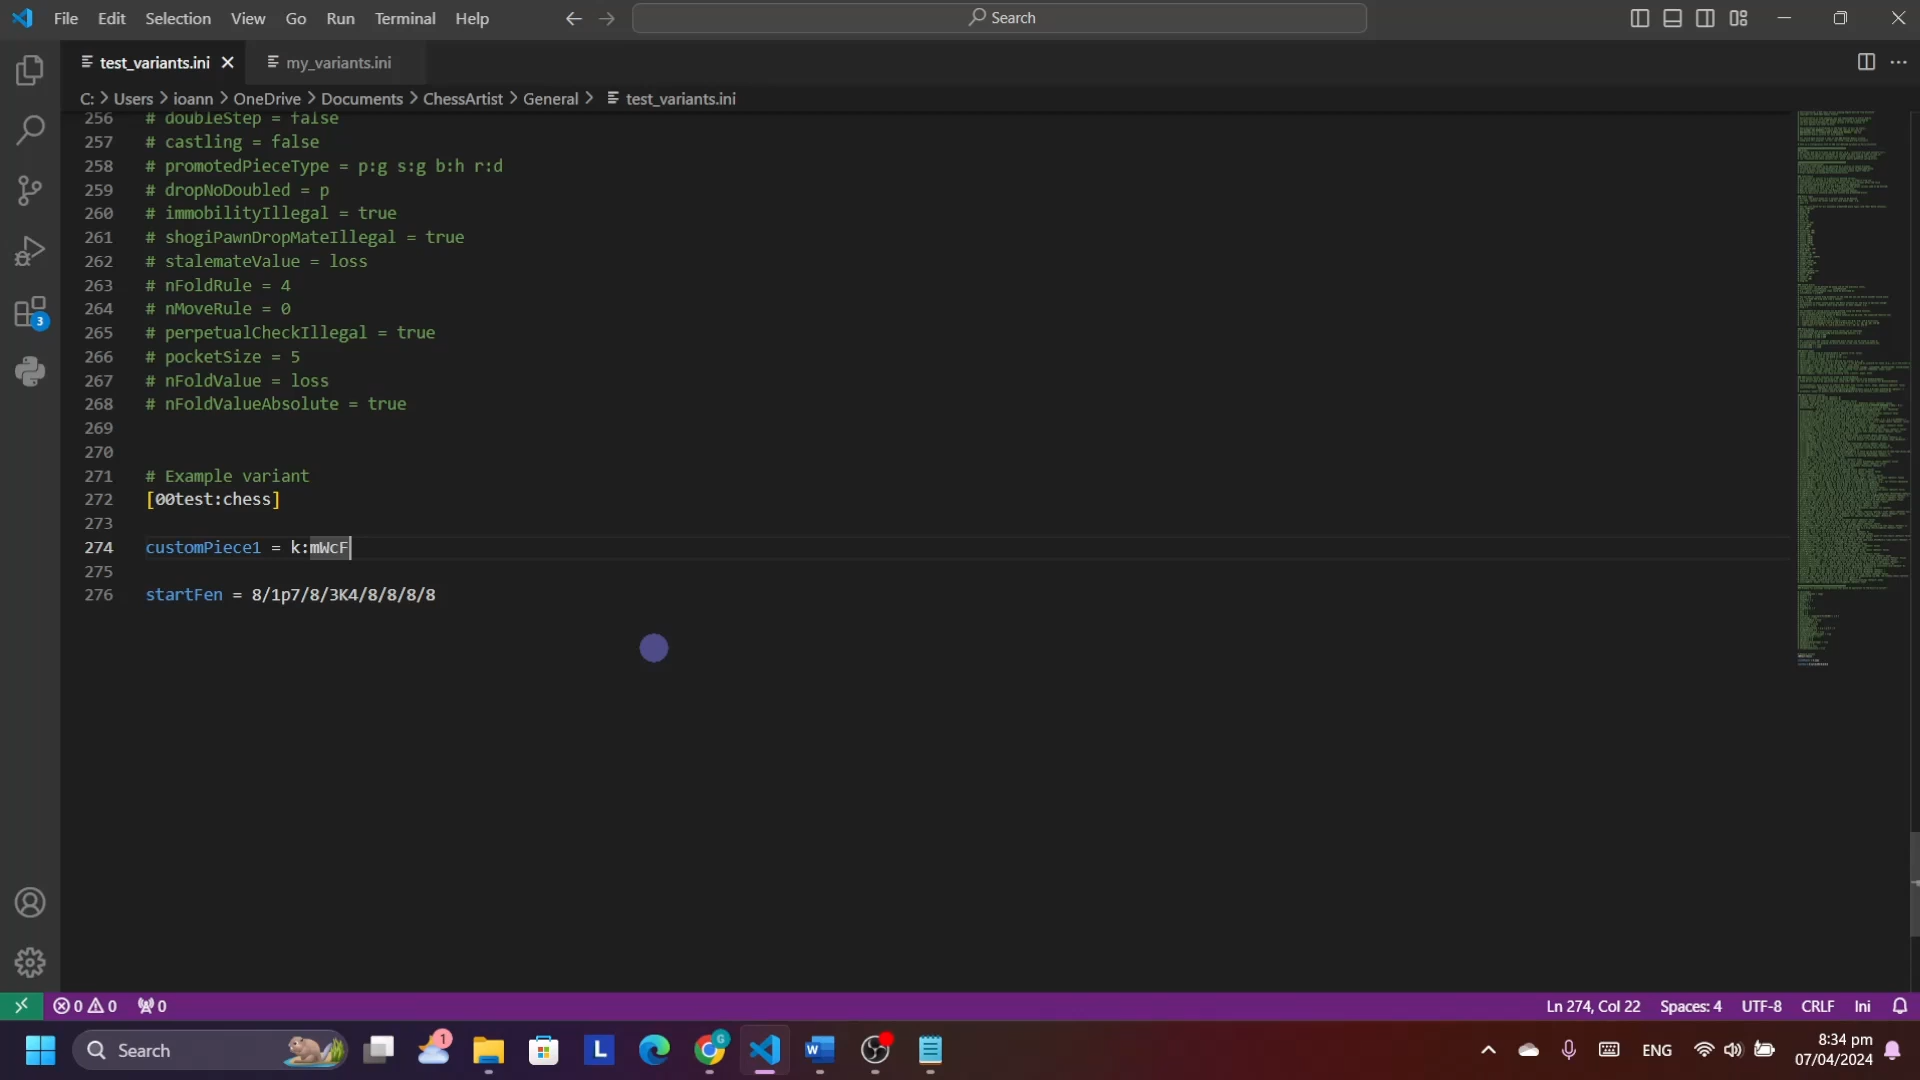 File Edit Selection View Go Run Terminal Help
Search
test_variants.ini
my_variants.ini
C: > Users > ioann > OneDrive > Documents > ChessArtist > General > test_variants.ini
256 # doubleStep = false
257 # castling = false
258 # promotedPieceType = p:g s:g b:h r:d
259 # dropNoDoubled = p
260 # immobilityIllegal = true
261 # shogiPawnDropMateIllegal = true
262 # stalemateValue = loss
263 # nFoldRule = 4
264 # nMoveRule = 0
265 # perpetualCheckIllegal = true
266 # pocketSize = 5
267 # nFoldValue = loss
268 # nFoldValueAbsolute = true
269
270
271 # Example variant
272 [00test:chess]
273
274 customPiece1 = k:mWcF
275
276 startFen = 8/1p7/8/3K4/8/8/8/8
3
0 0 0
Ln 274, Col 22 Spaces: 4 UTF-8 CRLF Ini
Search
1
L
G
W
ENG
8:34 pm
07/04/2024